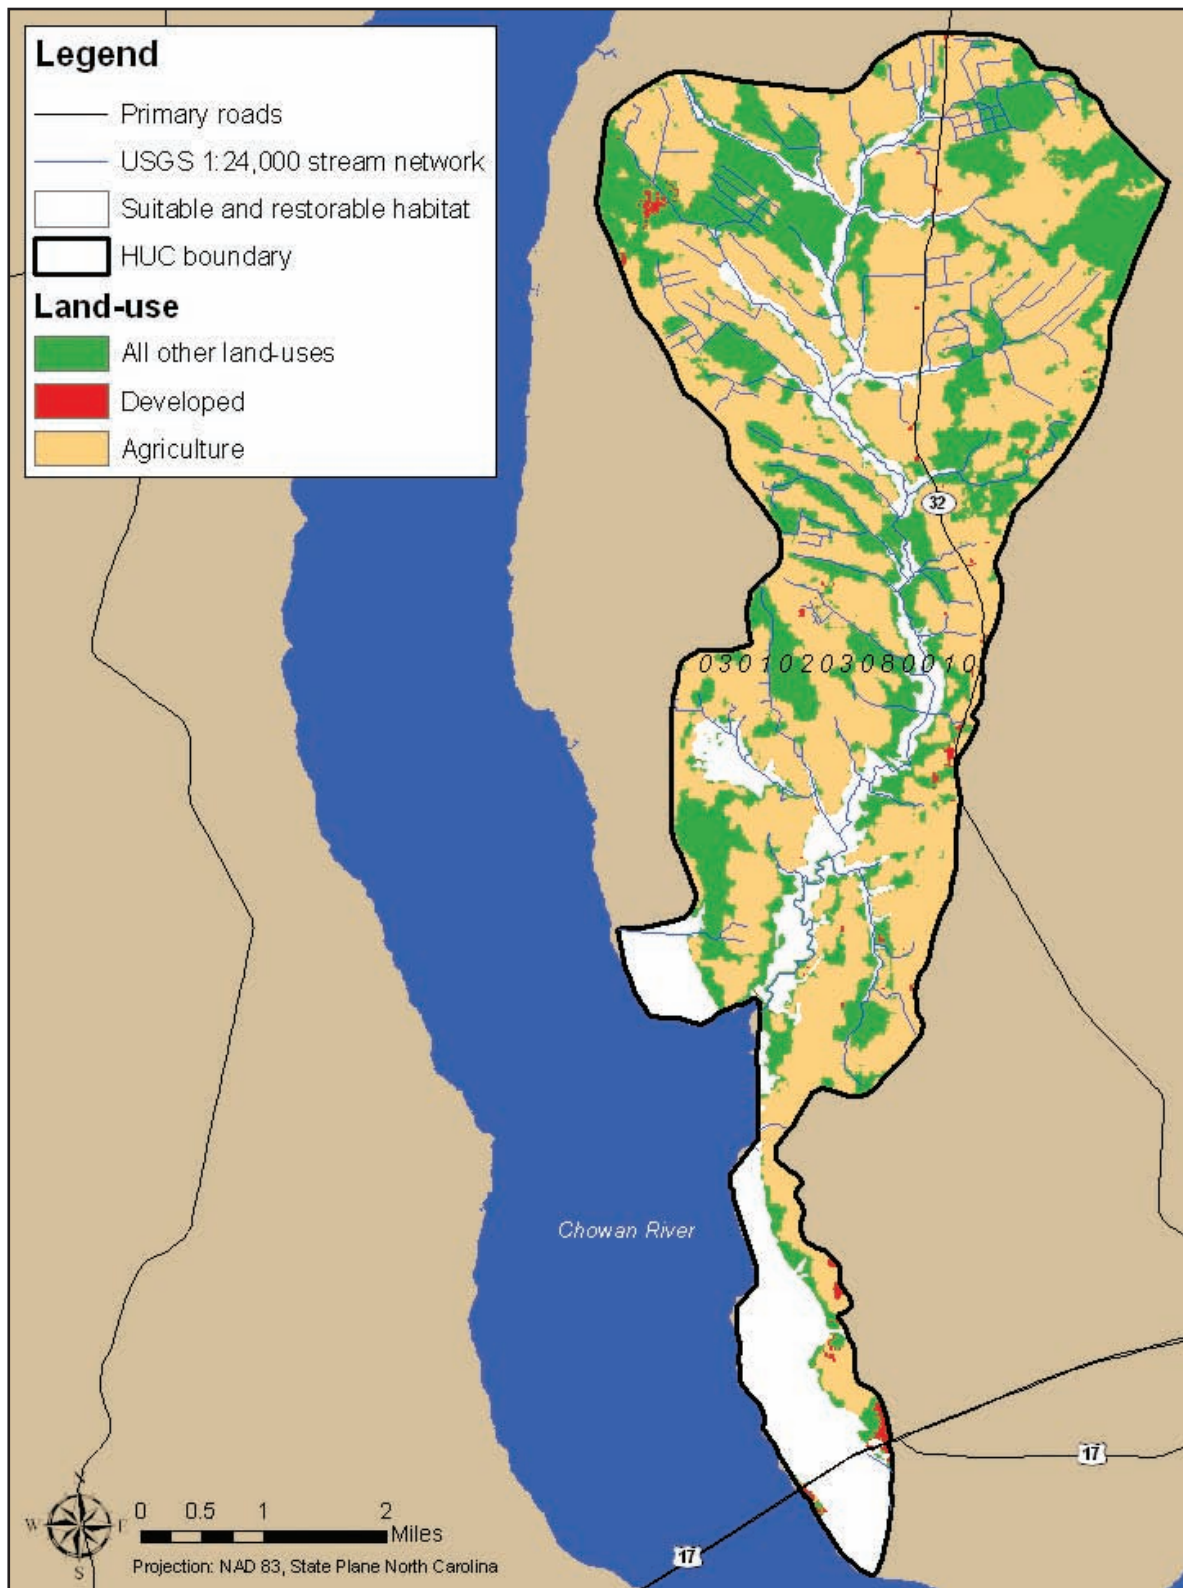 Legend
Primary roads
USGS 1:24,000 stream network
Suitable and restorable habitat
HUC boundary
Land-use
All other land-uses
Developed
Agriculture
32
03010203080010
Chowan River
17
17
N
W E
S
0 0.5 1 2
Miles
Projection: NAD 83, State Plane North Carolina